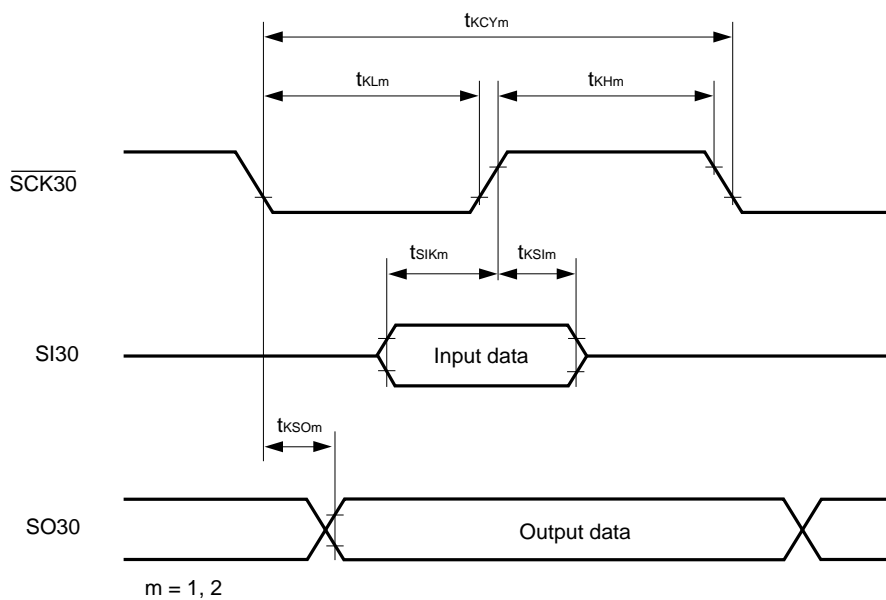 tKCYm
tKLm
tKHm
SCK30
tSIKm
tKSIm
SI30
Input data
tKSOm
SO30
Output data
m = 1, 2